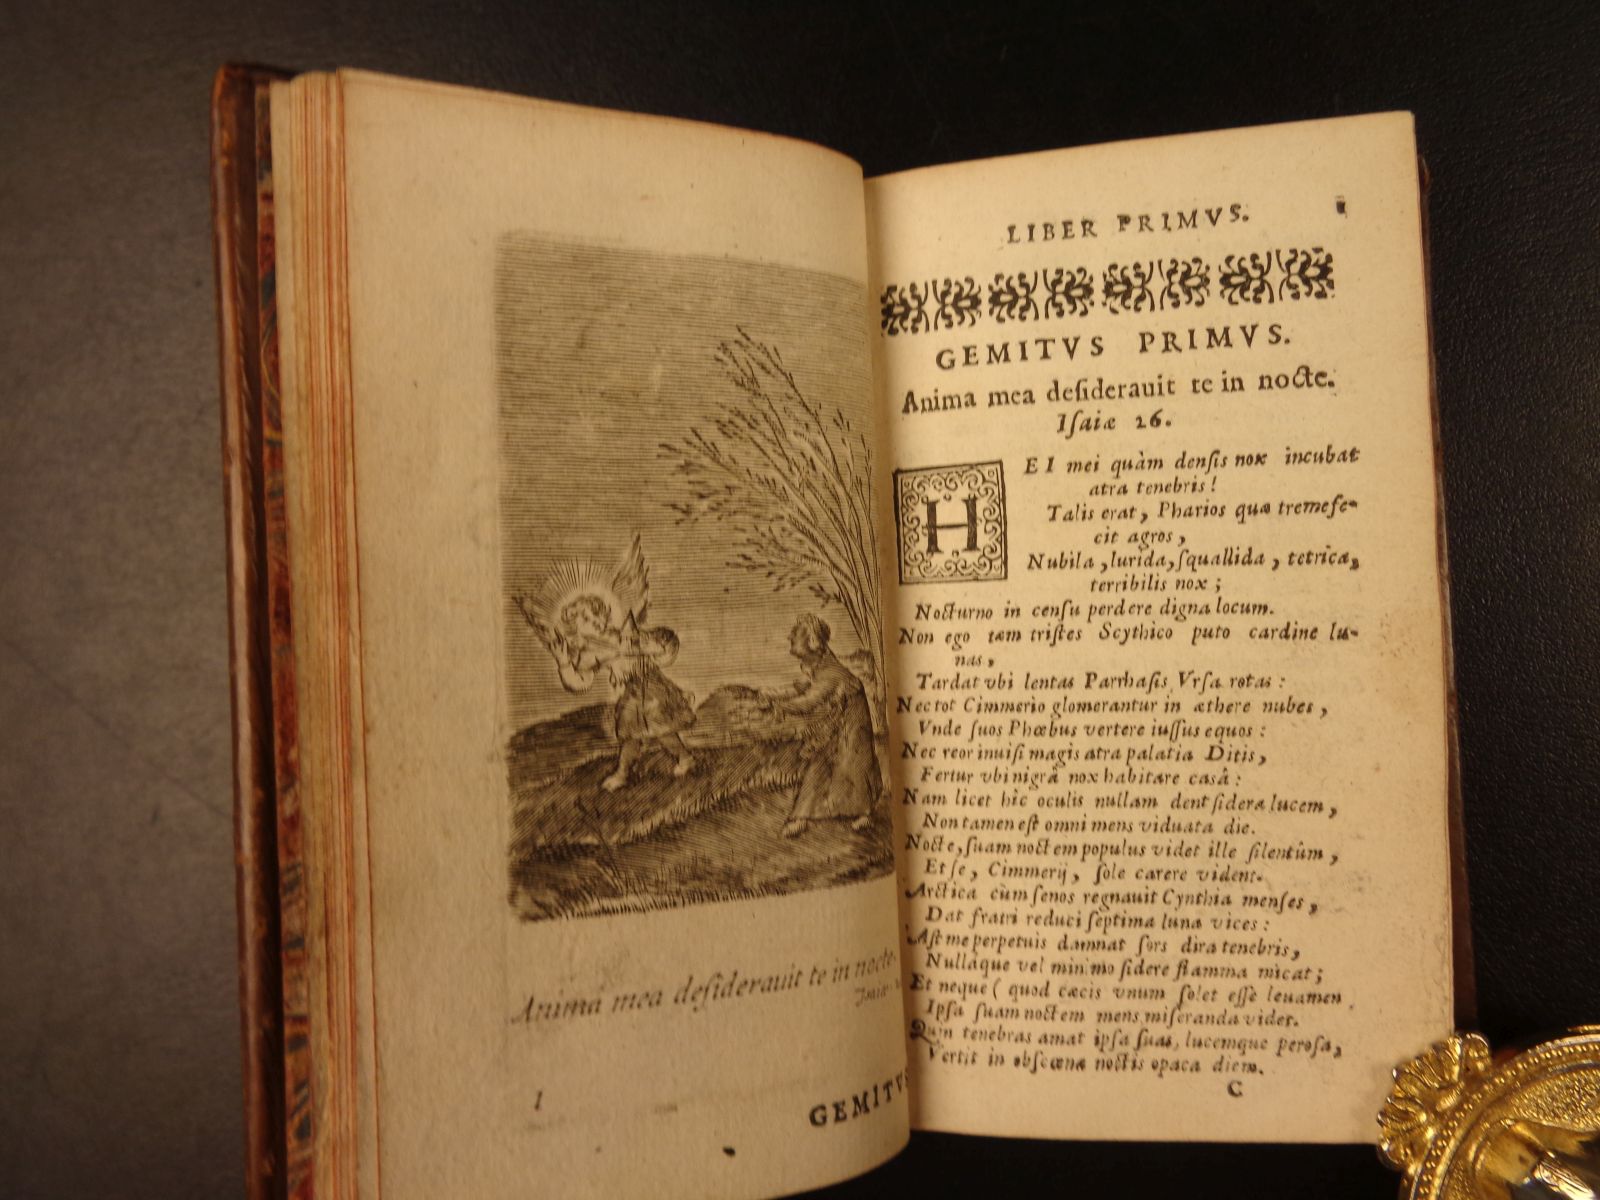 Anima mea desiderauit te in nocte.
Isaiæ
1
GEMITVS
LIBER PRIMVS.
1
GEMITVS PRIMVS.
Anima mea deſiderauit te in nocte.
Iſaiæ 26.
HEI mei quàm denſis nox incubat
atra tenebris!
Talis erat, Pharios quæ tremefe-
cit agros,
Nubila, lurida, ſquallida, tetrica,
terribilis nox;
Nocturno in cenſu perdere digna locum.
Non ego tam triſtes Scythico puto cardine lu-
nas,
Tardat vbi lentas Parrhaſis Vrſa rotas:
Nec tot Cimmerio glomerantur in æthere nubes,
Vnde ſuos Phœbus vertere iuſſus equos:
Nec reor inuiſi magis atra palatia Ditis,
Fertur vbi nigrâ nox habitare casâ:
Nam licet hîc oculis nullam dent ſidera lucem,
Non tamen eſt omni mens viduata die.
Nocte, ſuam noctem populus videt ille ſilentûm,
Et ſe, Cimmerij, ſole carere vident.
Arctica cùm ſenos regnauit Cynthia menſes,
Dat fratri reduci ſeptima luna vices:
Aſt me perpetuis damnat ſors dira tenebris,
Nullâque vel minimo ſidere flamma micat;
Et neque (quod cæcis vnum ſolet eſſe leuamen
Ipſa ſuam noctem mens miſeranda videt.
Quin tenebras amat ipſa ſuas, lucemque peroſa,
Vertit in obſcœna noctis opaca diem.
C